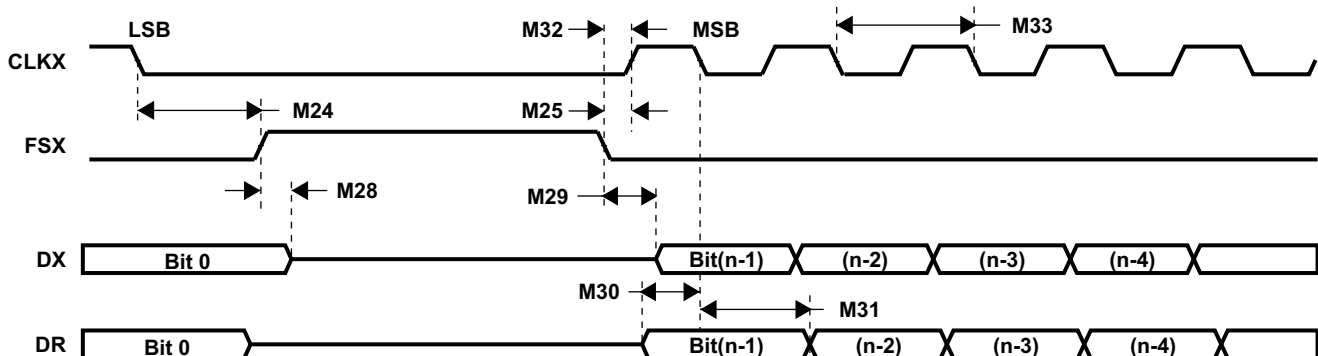 LSB M32 MSB M33
CLKX
M24 M25
FSX
M28 M29
DX Bit 0 Bit(n-1) (n-2) (n-3) (n-4)
M30 M31
DR Bit 0 Bit(n-1) (n-2) (n-3) (n-4)